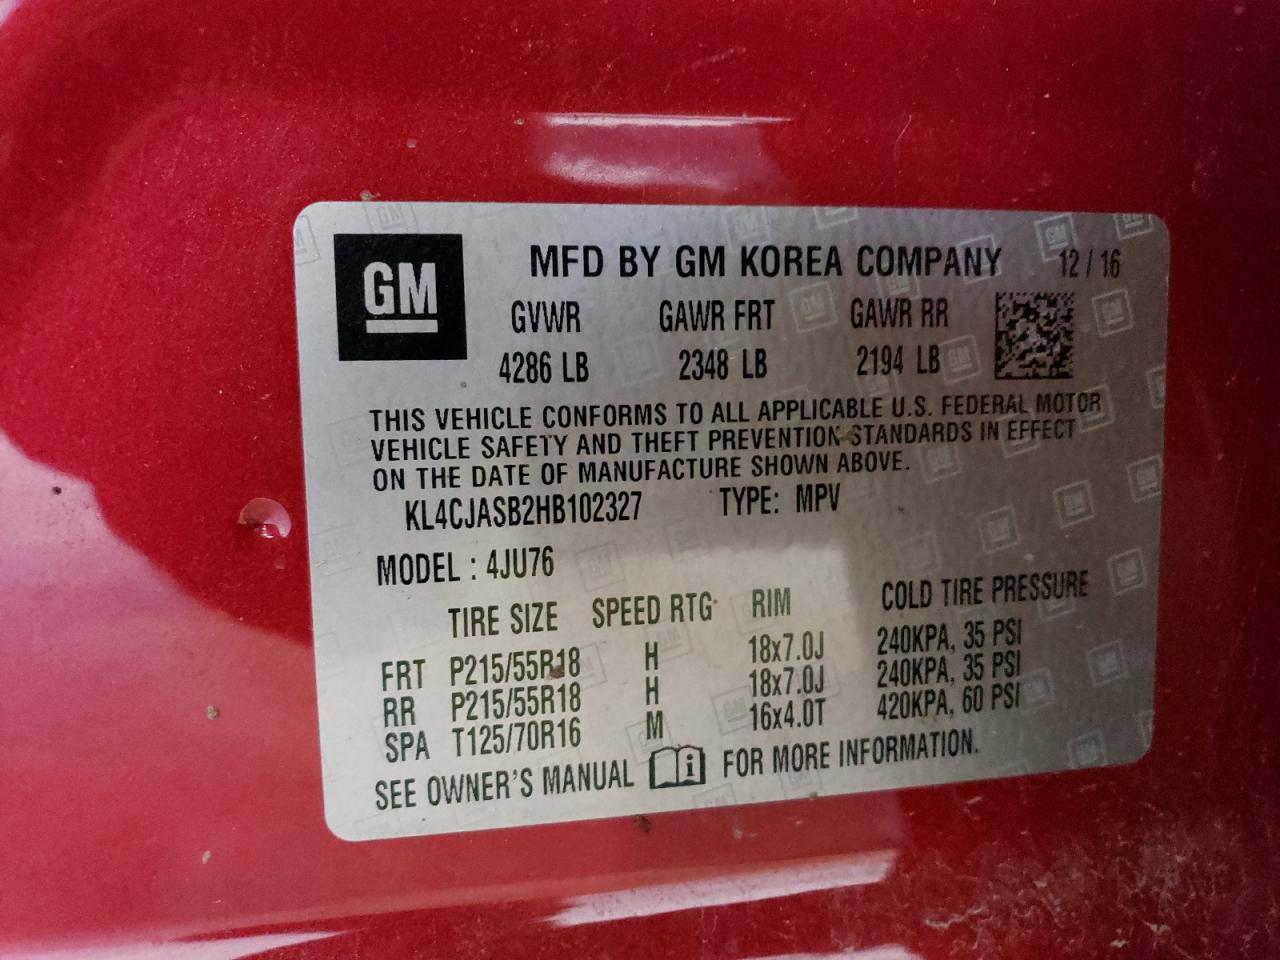 GM
MFD BY GM KOREA COMPANY 12 / 16
GVWR GAWR FRT GAWR RR
4286 LB 2348 LB 2194 LB
THIS VEHICLE CONFORMS TO ALL APPLICABLE U.S. FEDERAL MOTOR
VEHICLE SAFETY AND THEFT PREVENTION STANDARDS IN EFFECT
ON THE DATE OF MANUFACTURE SHOWN ABOVE.
KL4CJASB2HB102327 TYPE: MPV
MODEL : 4JU76
TIRE SIZE SPEED RTG RIM COLD TIRE PRESSURE
FRT P215/55R18 H 18x7.0J 240KPA, 35 PSI
RR P215/55R18 H 18x7.0J 240KPA, 35 PSI
SPA T125/70R16 M 16x4.0T 420KPA, 60 PSI
SEE OWNER'S MANUAL i FOR MORE INFORMATION.